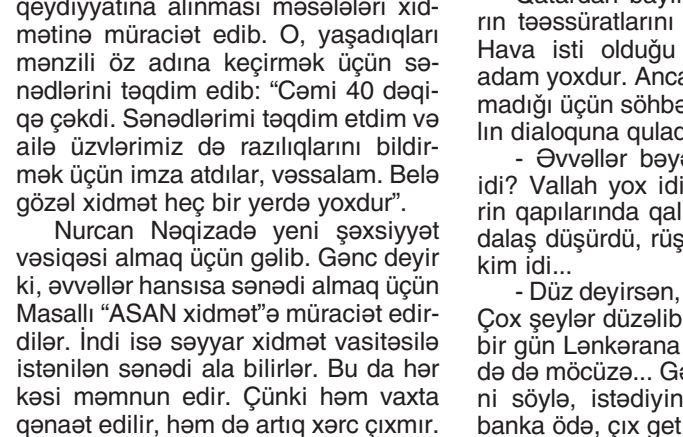 qeydiyyatına alınması məsələləri xid-
mətinə müraciət edib. O, yaşadıqları
mənzili öz adına keçirmək üçün sə-
nədlərini təqdim edib: “Cəmi 40 dəqi-
qə çəkdi. Sənədlərimi təqdim etdim və
ailə üzvlərimiz də razılıqlarını bildir-
mək üçün imza atdılar, vəssalam. Belə
gözəl xidmət heç bir yerdə yoxdur”.
Nurcan Nəqizadə yeni şəxsiyyət
vəsiqəsi almaq üçün gəlib. Gənc deyir
ki, əvvəllər hansısa sənədi almaq üçün
Masallı “ASAN xidmət”ə müraciət edir-
dilər. İndi isə səyyar xidmət vasitəsilə
istənilən sənədi ala bilirlər. Bu da hər
kəsi məmnun edir. Çünki həm vaxta
qənaət edilir, həm də artıq xərc çıxmır.
rın təəssüratlarını
Hava isti olduğu
adam yoxdur. Anca
madığı üçün söhbə
lın dialoquna qulaq
- Əvvəllər bəyə
idi? Vallah yox idi
rin qapılarında qal
dalaş düşürdü, rüş
kim idi...
- Düz deyirsən,
Çox şeylər düzəlib
bir gün Lənkərana
də də möcüzə... Gə
ni söylə, istədiyin
banka ödə, çıx get